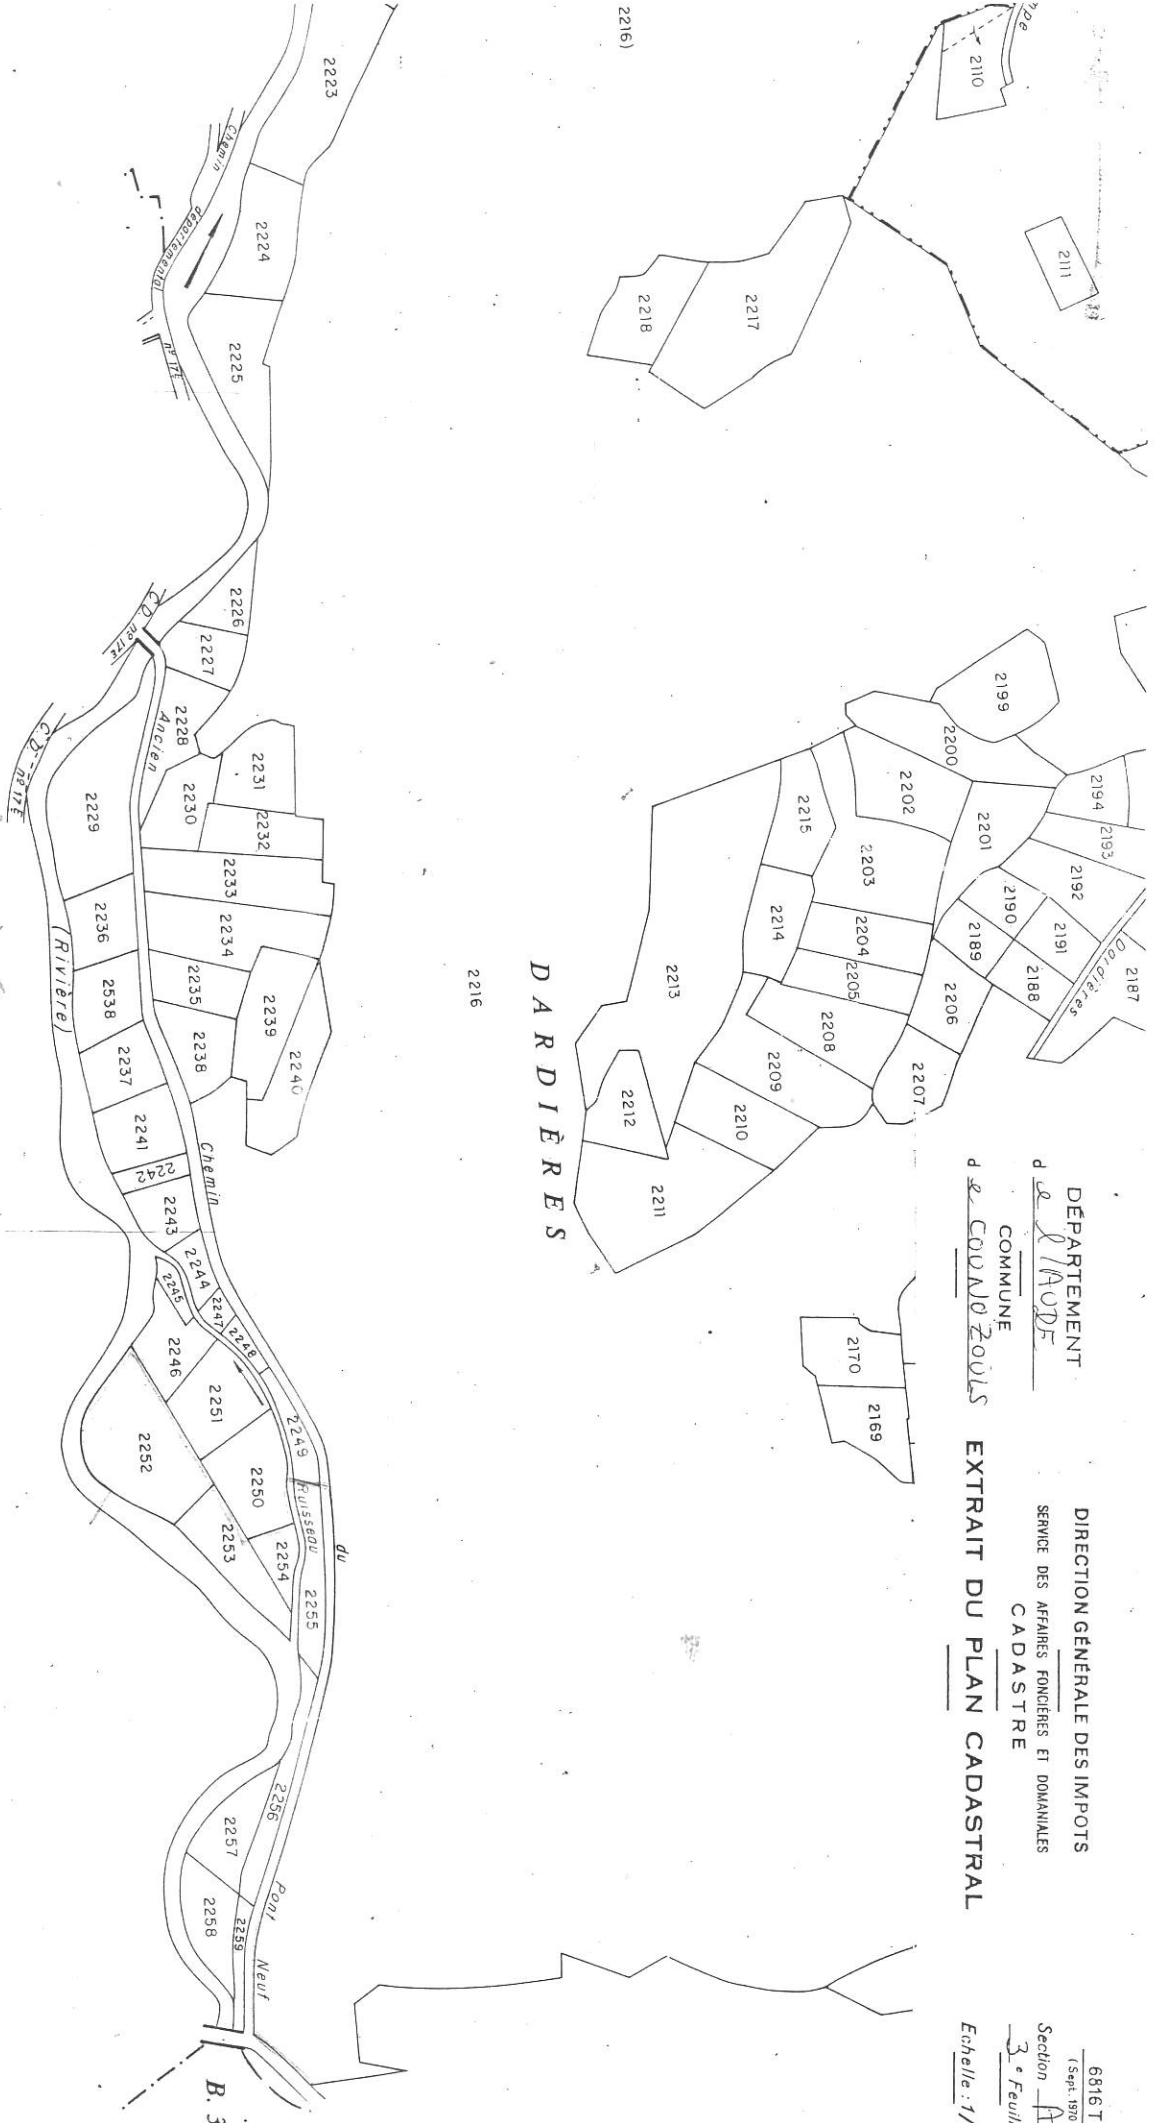 DÉPARTEMENT
de l'AUDE
COMMUNE
de COUNOZOULS
DIRECTION GÉNÉRALE DES IMPOTS
SERVICE DES AFFAIRES FONCIÈRES ET DOMANIALES
CADASTRE
EXTRAIT DU PLAN CADASTRAL
6816 T
(Sept. 1970
Section A
3e Feuil
Echelle : 1/
2110
2111
2216)
2217
2218
2199
2200
2194
2193
2192
2202
2201
2190
2191
2187
2215
2203
2189
2188
2214
2204
2205
2206
2213
2208
2207
2209
2210
2212
2211
2170
2169
DARDIÈRES
2216
2223
Chemin
départemental
nº 17E
2224
2225
2226
2227
C.D. nº 17E
2228
Ancien
C.D. nº 17E
2231
2230
2232
2229
2233
2234
2236
2235
2239
2538
2238
2240
(Rivière)
2237
2241
2242
Chemin
2243
2244
2245
2247
2248
2246
2251
2249
2252
2250
Ruisseau
2253
2254
du
2255
2256
2257
Pont
2258
2259
Neuf
B. 3